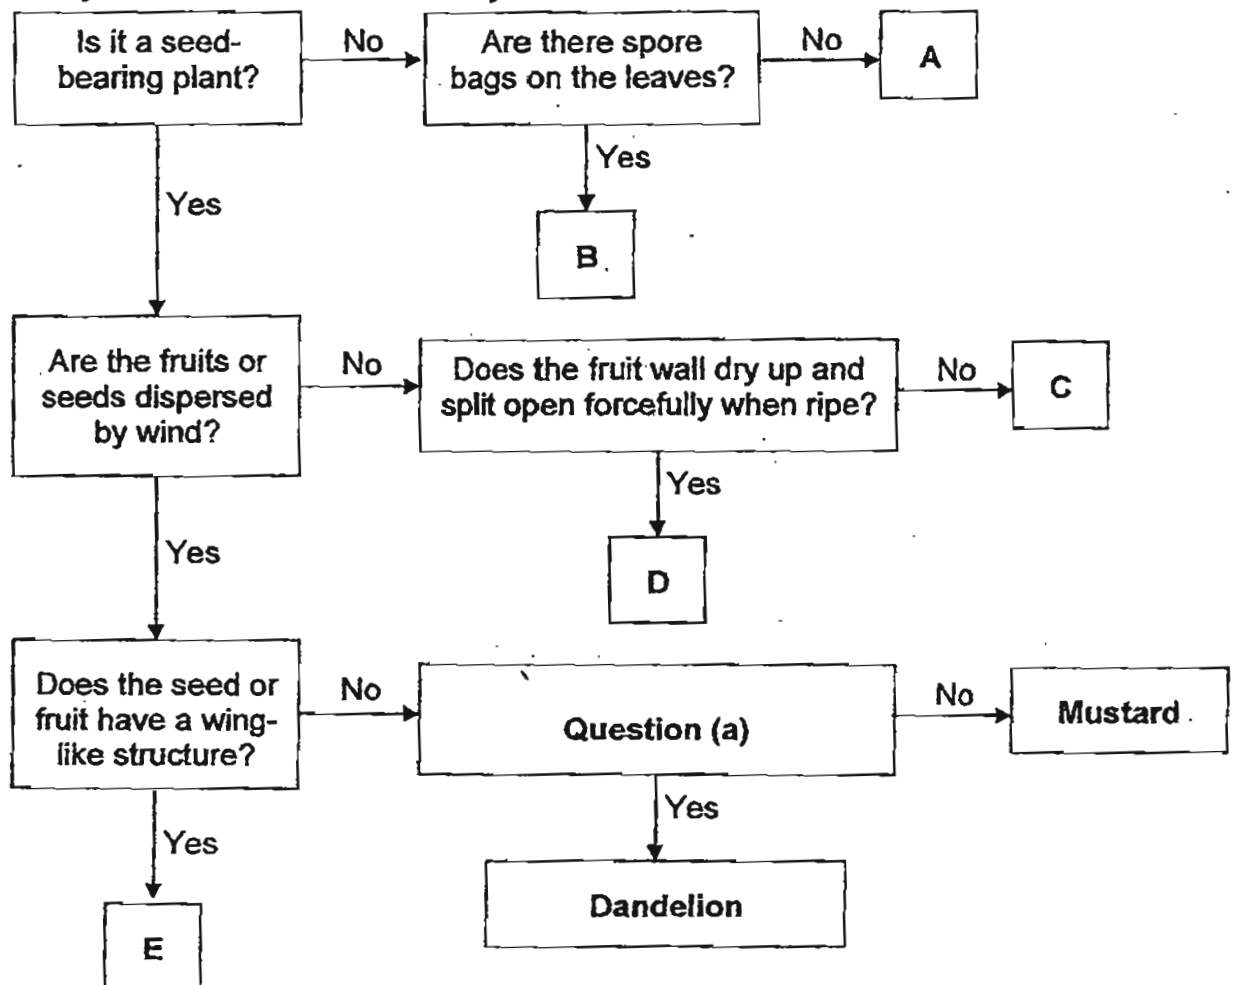 Is it a seed-
bearing plant?
No
Are there spore
bags on the leaves?
No
A
Yes
B
Yes
Are the fruits or
seeds dispersed
by wind?
No
Does the fruit wall dry up and
split open forcefully when ripe?
No
C
Yes
D
Yes
Does the seed or
fruit have a wing-
like structure?
No
Question (a)
No
Mustard
Yes
Dandelion
Yes
E